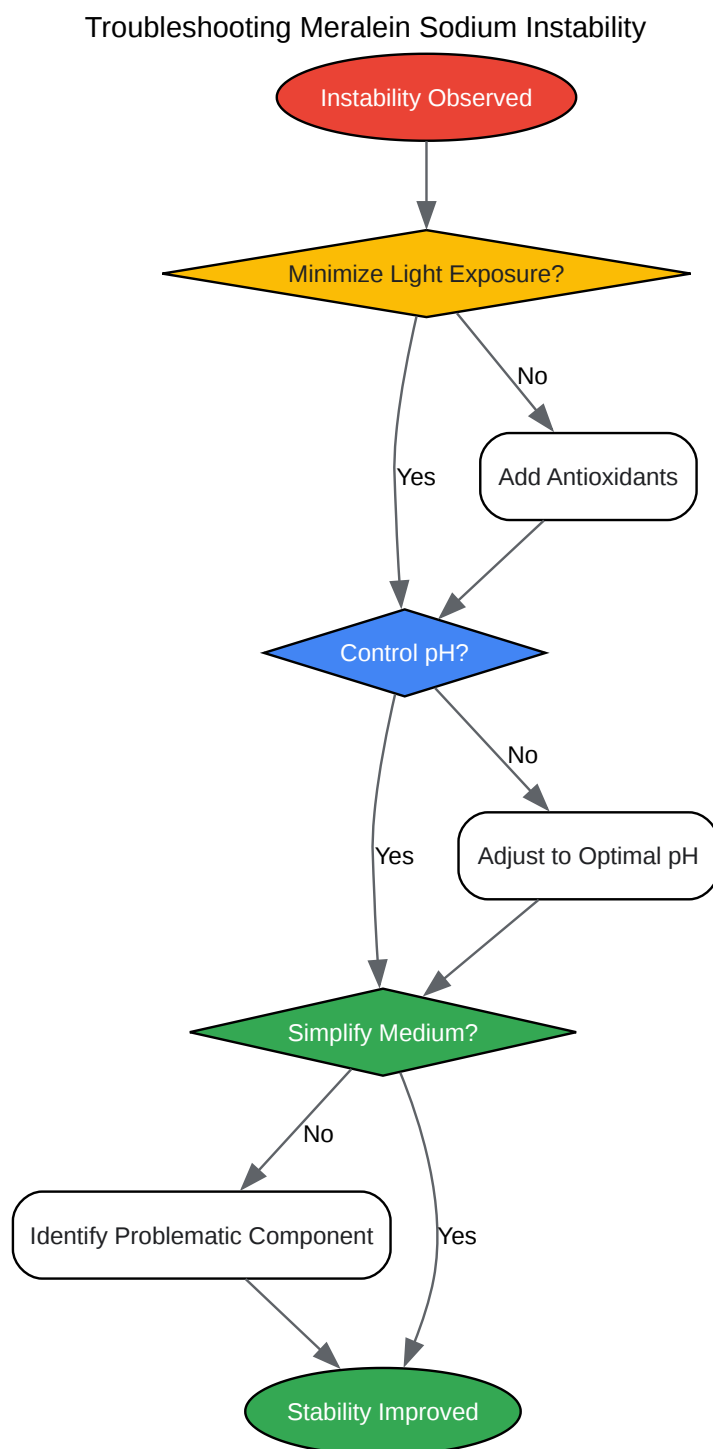 Troubleshooting Meralein Sodium Instability
Instability Observed
Minimize Light Exposure?
No
Yes
Add Antioxidants
Control pH?
No
Yes
Adjust to Optimal pH
Simplify Medium?
No
Identify Problematic Component
Yes
Stability Improved